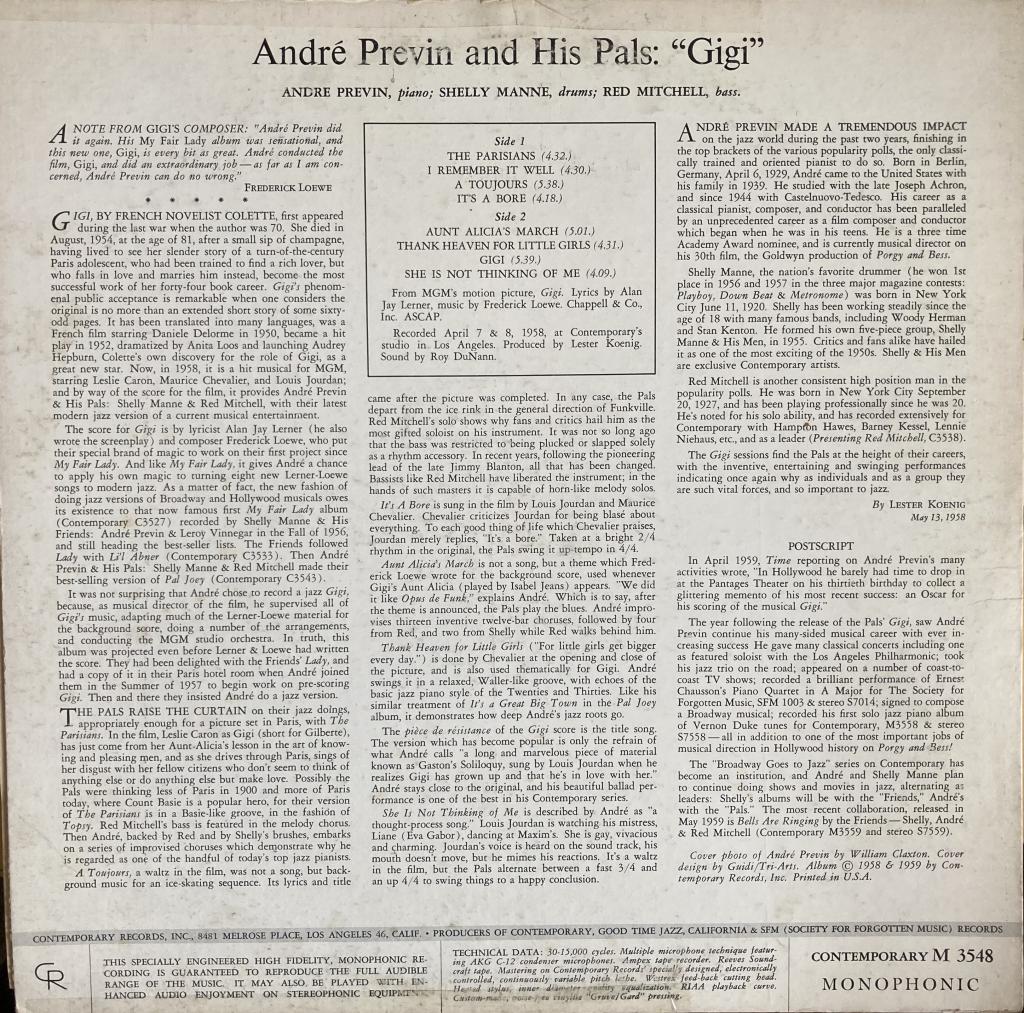 André Previn and His Pals: “Gigi”
ANDRE PREVIN, piano; SHELLY MANNE, drums; RED MITCHELL, bass.
A NOTE FROM GIGI'S COMPOSER: "André Previn did
it again. His My Fair Lady album was sensational, and
this new one, Gigi, is every bit as great. André conducted the
film, Gigi, and did an extraordinary job — as far as I am con-
cerned, André Previn can do no wrong."
FREDERICK LOEWE
* * * * *
GIGI, BY FRENCH NOVELIST COLETTE, first appeared
during the last war when the author was 70. She died in
August, 1954, at the age of 81, after a small sip of champagne,
having lived to see her slender story of a turn-of-the-century
Paris adolescent, who had been trained to find a rich lover, but
who falls in love and marries him instead, become the most
successful work of her forty-four book career. Gigi's phenom-
enal public acceptance is remarkable when one considers the
original is no more than an extended short story of some sixty-
odd pages. It has been translated into many languages, was a
French film starring Daniele Delorme in 1950, became a hit
play in 1952, dramatized by Anita Loos and launching Audrey
Hepburn, Colette's own discovery for the role of Gigi, as a
great new star. Now, in 1958, it is a hit musical for MGM,
starring Leslie Caron, Maurice Chevalier, and Louis Jourdan;
and by way of the score for the film, it provides André Previn
& His Pals: Shelly Manne & Red Mitchell, with their latest
modern jazz version of a current musical entertainment.
The score for Gigi is by lyricist Alan Jay Lerner (he also
wrote the screenplay) and composer Frederick Loewe, who put
their special brand of magic to work on their first project since
My Fair Lady. And like My Fair Lady, it gives André a chance
to apply his own magic to turning eight new Lerner-Loewe
songs to modern jazz. As a matter of fact, the new fashion of
doing jazz versions of Broadway and Hollywood musicals owes
its existence to that now famous first My Fair Lady album
(Contemporary C3527) recorded by Shelly Manne & His
Friends: André Previn & Leroy Vinnegar in the Fall of 1956,
and still heading the best-seller lists. The Friends followed
Lady with Li'l Abner (Contemporary C3533). Then André
Previn & His Pals: Shelly Manne & Red Mitchell made their
best-selling version of Pal Joey (Contemporary C3543).
It was not surprising that André chose to record a jazz Gigi,
because, as musical director of the film, he supervised all of
Gigi's music, adapting much of the Lerner-Loewe material for
the background score, doing a number of the arrangements,
and conducting the MGM studio orchestra. In truth, this
album was projected even before Lerner & Loewe had written
the score. They had been delighted with the Friends' Lady, and
had a copy of it in their Paris hotel room when André joined
them in the Summer of 1957 to begin work on pre-scoring
Gigi. Then and there they insisted André do a jazz version.
THE PALS RAISE THE CURTAIN on their jazz doings,
appropriately enough for a picture set in Paris, with The
Parisians. In the film, Leslie Caron as Gigi (short for Gilberte),
has just come from her Aunt-Alicia's lesson in the art of know-
ing and pleasing men, and as she drives through Paris, sings of
her disgust with her fellow citizens who don't seem to think of
anything else or do anything else but make love. Possibly the
Pals were thinking less of Paris in 1900 and more of Paris
today, where Count Basie is a popular hero, for their version
of The Parisians is in a Basie-like groove, in the fashion of
Topsy. Red Mitchell's bass is featured in the melody chorus.
Then André, backed by Red and by Shelly's brushes, embarks
on a series of improvised choruses which demonstrate why he
is regarded as one of the handful of today's top jazz pianists.
A Toujours, a waltz in the film, was not a song, but back-
ground music for an ice-skating sequence. Its lyrics and title
Side 1
THE PARISIANS (4.32.)
I REMEMBER IT WELL (4.30.)
A TOUJOURS (5.38.)
IT'S A BORE (4.18.)
Side 2
AUNT ALICIA'S MARCH (5.01.)
THANK HEAVEN FOR LITTLE GIRLS (4.31.)
GIGI (5.39.)
SHE IS NOT THINKING OF ME (4.09.)
From MGM's motion picture, Gigi. Lyrics by Alan
Jay Lerner, music by Frederick Loewe. Chappell & Co.,
Inc. ASCAP.
Recorded April 7 & 8, 1958, at Contemporary's
studio in Los Angeles. Produced by Lester Koenig.
Sound by Roy DuNann.
came after the picture was completed. In any case, the Pals
depart from the ice rink in the general direction of Funkville.
Red Mitchell's solo shows why fans and critics hail him as the
most gifted soloist on his instrument. It was not so long ago
that the bass was restricted to being plucked or slapped solely
as a rhythm accessory. In recent years, following the pioneering
lead of the late Jimmy Blanton, all that has been changed.
Bassists like Red Mitchell have liberated the instrument; in the
hands of such masters it is capable of horn-like melody solos.
It's A Bore is sung in the film by Louis Jourdan and Maurice
Chevalier. Chevalier criticizes Jourdan for being blasé about
everything. To each good thing of life which Chevalier praises,
Jourdan merely replies, "It's a bore." Taken at a bright 2/4
rhythm in the original, the Pals swing it up-tempo in 4/4.
Aunt Alicia's March is not a song, but a theme which Fred-
erick Loewe wrote for the background score, used whenever
Gigi's Aunt Alicia (played by Isabel Jeans) appears. "We did
it like Opus de Funk," explains André. Which is to say, after
the theme is announced, the Pals play the blues. André impro-
vises thirteen inventive twelve-bar choruses, followed by four
from Red, and two from Shelly while Red walks behind him.
Thank Heaven for Little Girls ("For little girls get bigger
every day.") is done by Chevalier at the opening and close of
the picture, and is also used thematically for Gigi. André
swings it in a relaxed, Waller-like groove, with echoes of the
basic jazz piano style of the Twenties and Thirties. Like his
similar treatment of It's a Great Big Town in the Pal Joey
album, it demonstrates how deep André's jazz roots go.
The pièce de résistance of the Gigi score is the title song.
The version which has become popular is only the refrain of
what André calls "a long and marvelous piece of material
known as Gaston's Soliloquy, sung by Louis Jourdan when he
realizes Gigi has grown up and that he's in love with her."
André stays close to the original, and his beautiful ballad per-
formance is one of the best in his Contemporary series.
She Is Not Thinking of Me is described by André as "a
thought-process song." Louis Jourdan is watching his mistress,
Liane (Eva Gabor), dancing at Maxim's. She is gay, vivacious
and charming. Jourdan's voice is heard on the sound track, his
mouth doesn't move, but he mimes his reactions. It's a waltz
in the film, but the Pals alternate between a fast 3/4 and
an up 4/4 to swing things to a happy conclusion.
ANDRÉ PREVIN MADE A TREMENDOUS IMPACT
on the jazz world during the past two years, finishing in
the top brackets of the various popularity polls, the only classi-
cally trained and oriented pianist to do so. Born in Berlin,
Germany, April 6, 1929, André came to the United States with
his family in 1939. He studied with the late Joseph Achron,
and since 1944 with Castelnuovo-Tedesco. His career as a
classical pianist, composer, and conductor has been paralleled
by an unprecedented career as a film composer and conductor
which began when he was in his teens. He is a three time
Academy Award nominee, and is currently musical director on
his 30th film, the Goldwyn production of Porgy and Bess.
Shelly Manne, the nation's favorite drummer (he won 1st
place in 1956 and 1957 in the three major magazine contests:
Playboy, Down Beat & Metronome) was born in New York
City June 11, 1920. Shelly has been working steadily since the
age of 18 with many famous bands, including Woody Herman
and Stan Kenton. He formed his own five-piece group, Shelly
Manne & His Men, in 1955. Critics and fans alike have hailed
it as one of the most exciting of the 1950s. Shelly & His Men
are exclusive Contemporary artists.
Red Mitchell is another consistent high position man in the
popularity polls. He was born in New York City September
20, 1927, and has been playing professionally since he was 20.
He's noted for his solo ability, and has recorded extensively for
Contemporary with Hampton Hawes, Barney Kessel, Lennie
Niehaus, etc., and as a leader (Presenting Red Mitchell, C3538).
The Gigi sessions find the Pals at the height of their careers,
with the inventive, entertaining and swinging performances
indicating once again why as individuals and as a group they
are such vital forces, and so important to jazz.
By LESTER KOENIG
May 13, 1958
POSTSCRIPT
In April 1959, Time reporting on André Previn's many
activities wrote, "In Hollywood he barely had time to drop in
at the Pantages Theater on his thirtieth birthday to collect a
glittering memento of his most recent success: an Oscar for
his scoring of the musical Gigi."
The year following the release of the Pals' Gigi, saw André
Previn continue his many-sided musical career with ever in-
creasing success He gave many classical concerts including one
as featured soloist with the Los Angeles Philharmonic; took
his jazz trio on the road; appeared on a number of coast-to-
coast TV shows; recorded a brilliant performance of Ernest
Chausson's Piano Quartet in A Major for The Society for
Forgotten Music, SFM 1003 & stereo S7014; signed to compose
a Broadway musical; recorded his first solo jazz piano album
of Vernon Duke tunes for Contemporary, M3558 & stereo
S7558 — all in addition to one of the most important jobs of
musical direction in Hollywood history on Porgy and Bess!
The "Broadway Goes to Jazz" series on Contemporary has
become an institution, and André and Shelly Manne plan
to continue doing shows and movies in jazz, alternating as
leaders: Shelly's albums will be with the "Friends," André's
with the "Pals." The most recent collaboration, released in
May 1959 is Bells Are Ringing by the Friends — Shelly, André
& Red Mitchell (Contemporary M3559 and stereo S7559).
Cover photo of André Previn by William Claxton. Cover
design by Guidi/Tri-Arts. Album © 1958 & 1959 by Con-
temporary Records, Inc. Printed in U.S.A.
CONTEMPORARY RECORDS, INC., 8481 MELROSE PLACE, LOS ANGELES 46, CALIF. • PRODUCERS OF CONTEMPORARY, GOOD TIME JAZZ, CALIFORNIA & SFM (SOCIETY FOR FORGOTTEN MUSIC) RECORDS
CR
THIS SPECIALLY ENGINEERED HIGH FIDELITY, MONOPHONIC RE-
CORDING IS GUARANTEED TO REPRODUCE THE FULL AUDIBLE
RANGE OF THE MUSIC. IT MAY ALSO BE PLAYED WITH EN-
HANCED AUDIO ENJOYMENT ON STEREOPHONIC EQUIPMENT.
TECHNICAL DATA: 30-15,000 cycles. Multiple microphone technique featur-
ing AKG C-12 condenser microphones. Ampex tape recorder. Reeves Sound-
craft tape. Mastering on Contemporary Records' specially designed, electronically
controlled, continuously variable pitch lathe. Westrex feed-back cutting head.
Heated stylus, inner diameter quality equalization. RIAA playback curve.
Custom-made, vinylite "Gruve/Gard" pressing.
CONTEMPORARY M 3548
MONOPHONIC